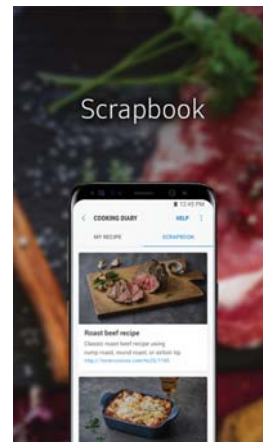 Scrapbook
12:45 PM
COOKING DIARY
HELP
MY RECIPE
SCRAPBOOK
Roast beef recipe
Classic roast beef recipe using
rump roast, round roast, or sirloin tip